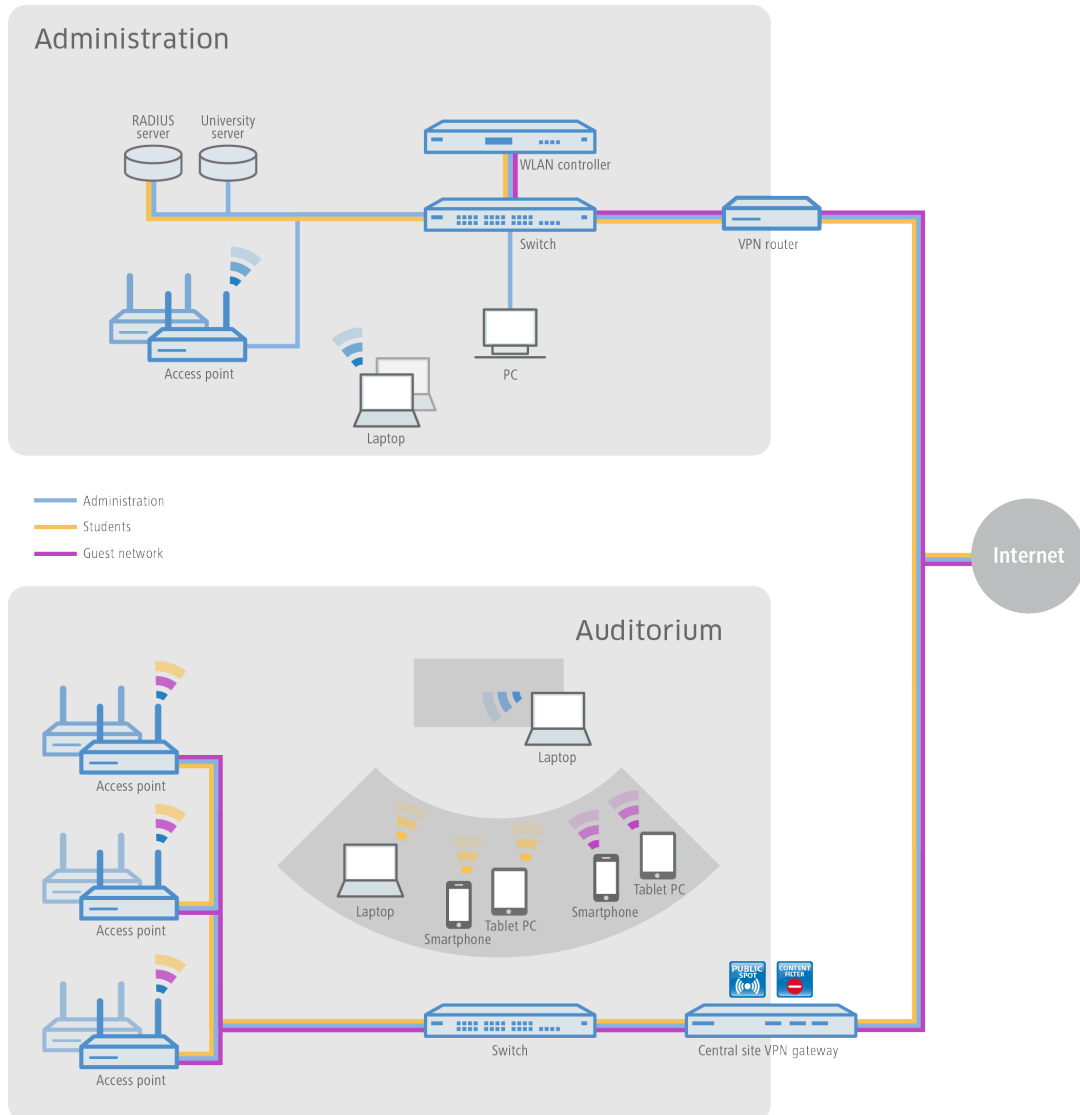 Administration
RADIUS
server
University
server
WLAN controller
Switch
VPN router
Access point
PC
Laptop
Administration
Students
Guest network
Internet
Auditorium
Access point
Laptop
Access point
Laptop
Smartphone
Tablet PC
Smartphone
Tablet PC
PUBLIC
SPOT
CONTENT
FILTER
Access point
Switch
Central site VPN gateway